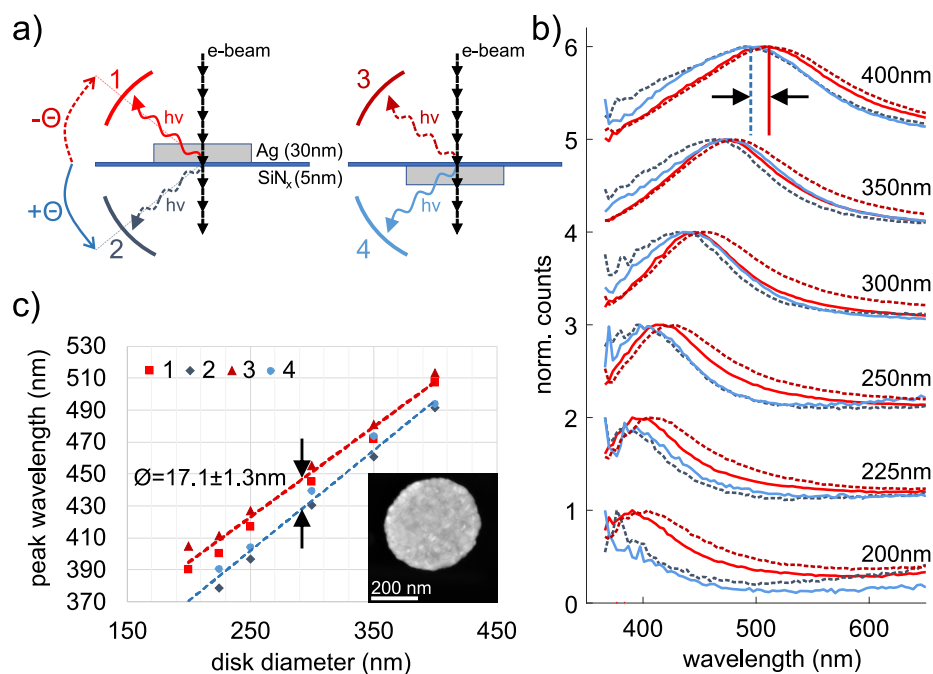 a)
e-beam
e-beam
1
3
-Θ
hν
hν
Ag (30nm)
SiNₓ(5nm)
+Θ
hν
hν
2
4
b)
norm. counts
6
5
4
3
2
1
0
400nm
350nm
300nm
250nm
225nm
200nm
400
500
600
wavelength (nm)
c)
peak wavelength (nm)
530
510
490
470
450
430
410
390
370
1 2 3 4
Ø=17.1±1.3nm
200 nm
150
250
350
450
disk diameter (nm)